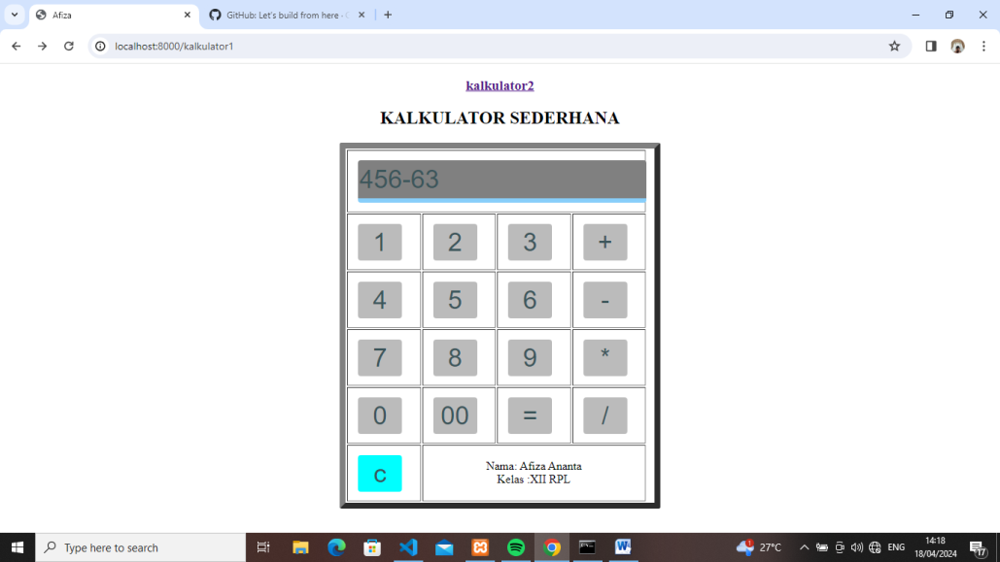 Afiza
GitHub: Let's build from here
localhost:8000/kalkulator1
kalkulator2
KALKULATOR SEDERHANA
456-63
1 2 3 +
4 5 6 -
7 8 9 *
0 00 = /
c
Nama: Afiza Ananta
Kelas :XII RPL
Type here to search
27°C
ENG
14:18
18/04/2024
17